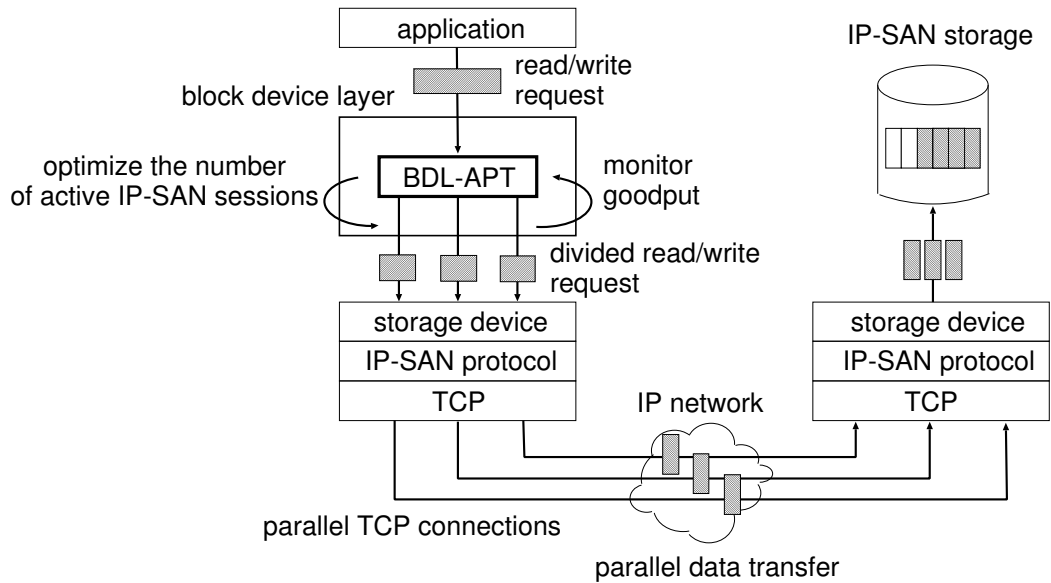 application
IP-SAN storage
read/write
request
block device layer
optimize the number
of active IP-SAN sessions
BDL-APT
monitor
goodput
divided read/write
request
storage device
IP-SAN protocol
TCP
storage device
IP-SAN protocol
TCP
IP network
parallel TCP connections
parallel data transfer